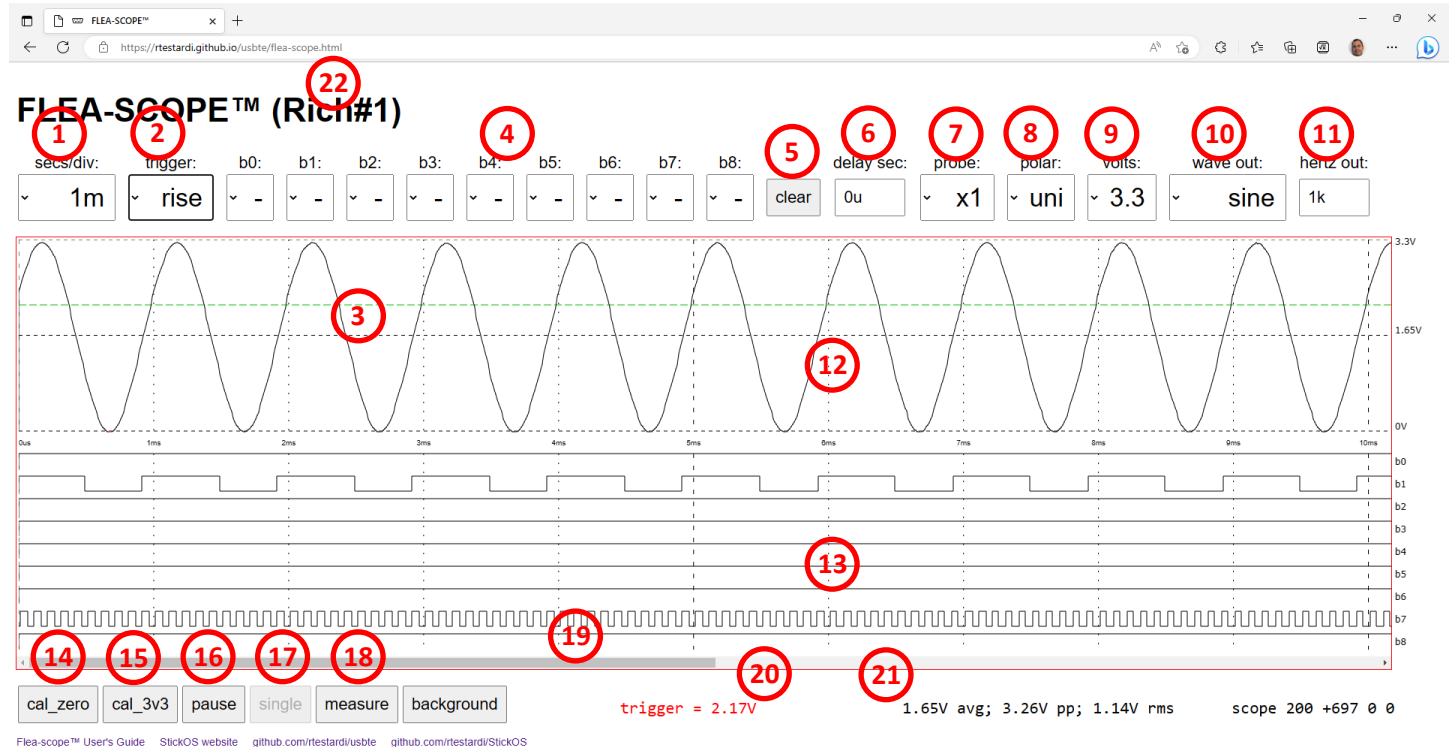 FLEA-SCOPE™
https://rtestardi.github.io/usbte/flea-scope.html
22
FLEA-SCOPE™ (Rich#1)
1 2 4 5 6 7 8 9 10 11
secs/div: trigger: b0: b1: b2: b3: b4: b5: b6: b7: b8: delay sec: probe: polar: volts: wave out: hertz out:
1m rise - - - - - - - - - clear 0u x1 uni 3.3 sine 1k
3.3V
3
1.65V
12
0V
0us 1ms 2ms 3ms 4ms 5ms 6ms 7ms 8ms 9ms 10ms
b0
b1
b2
b3
b4
13
b5
b6
b7
19
b8
14 15 16 17 18
20 21
cal_zero cal_3v3 pause single measure background
trigger = 2.17V 1.65V avg; 3.26V pp; 1.14V rms scope 200 +697 0 0
Flea-scope™ User's Guide StickOS website github.com/rtestardi/usbte github.com/rtestardi/StickOS